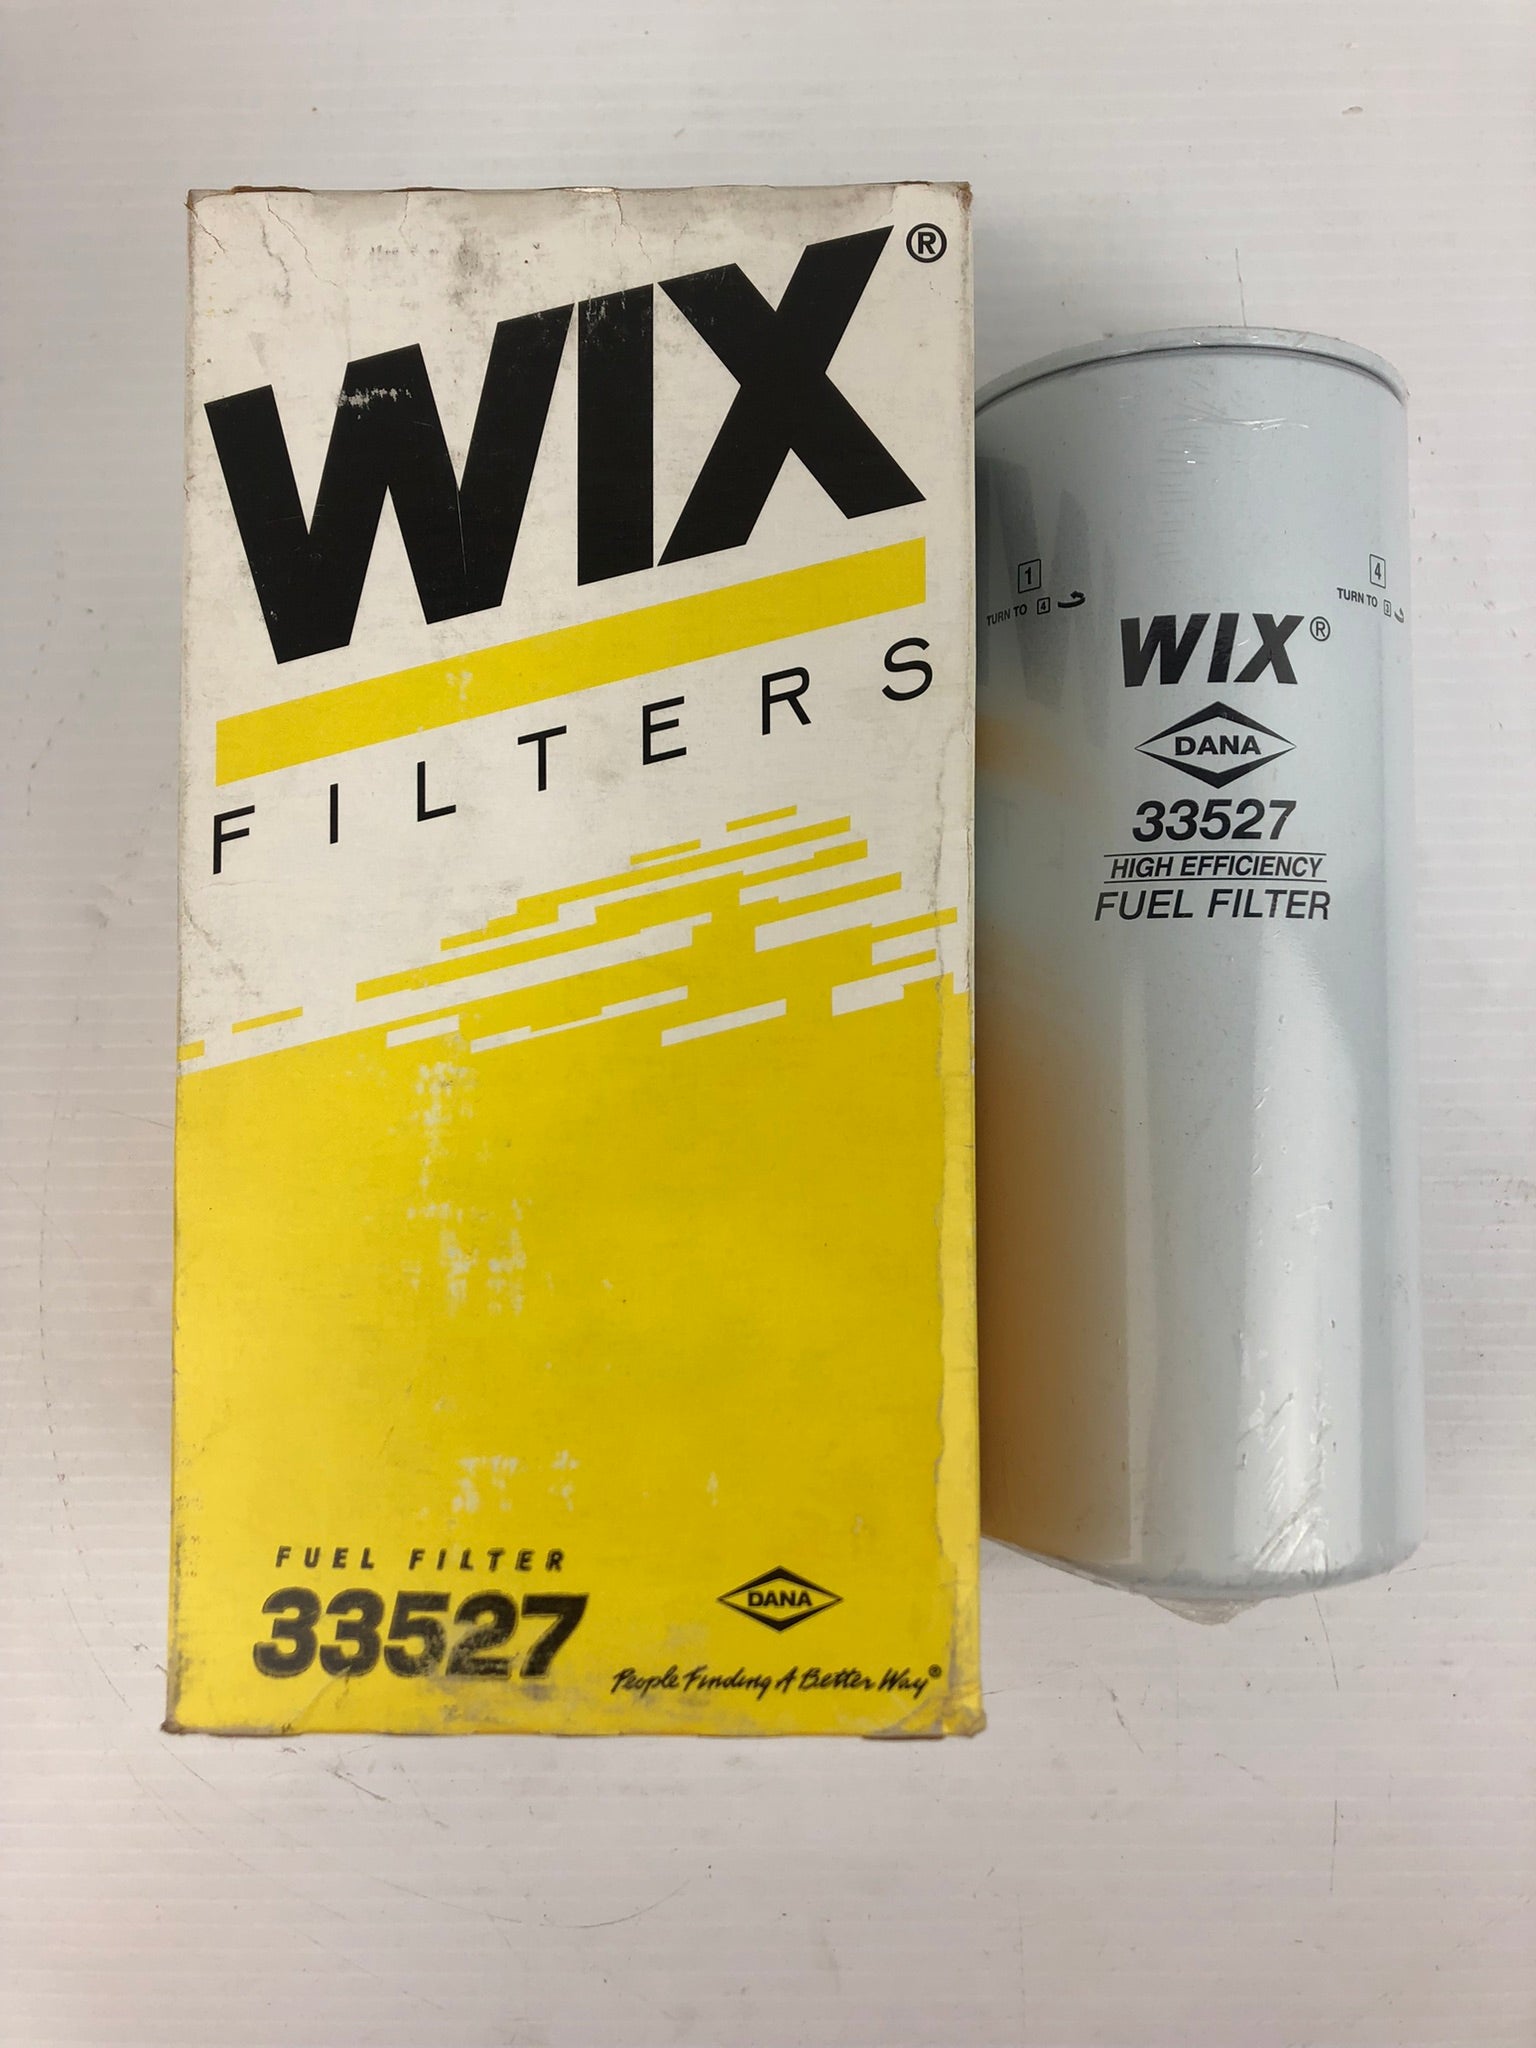 WIX®
FILTERS
FUEL FILTER
33527
DANA
People Finding A Better Way®
1
TURN TO 4
4
TURN TO 3
WIX®
DANA
33527
HIGH EFFICIENCY
FUEL FILTER